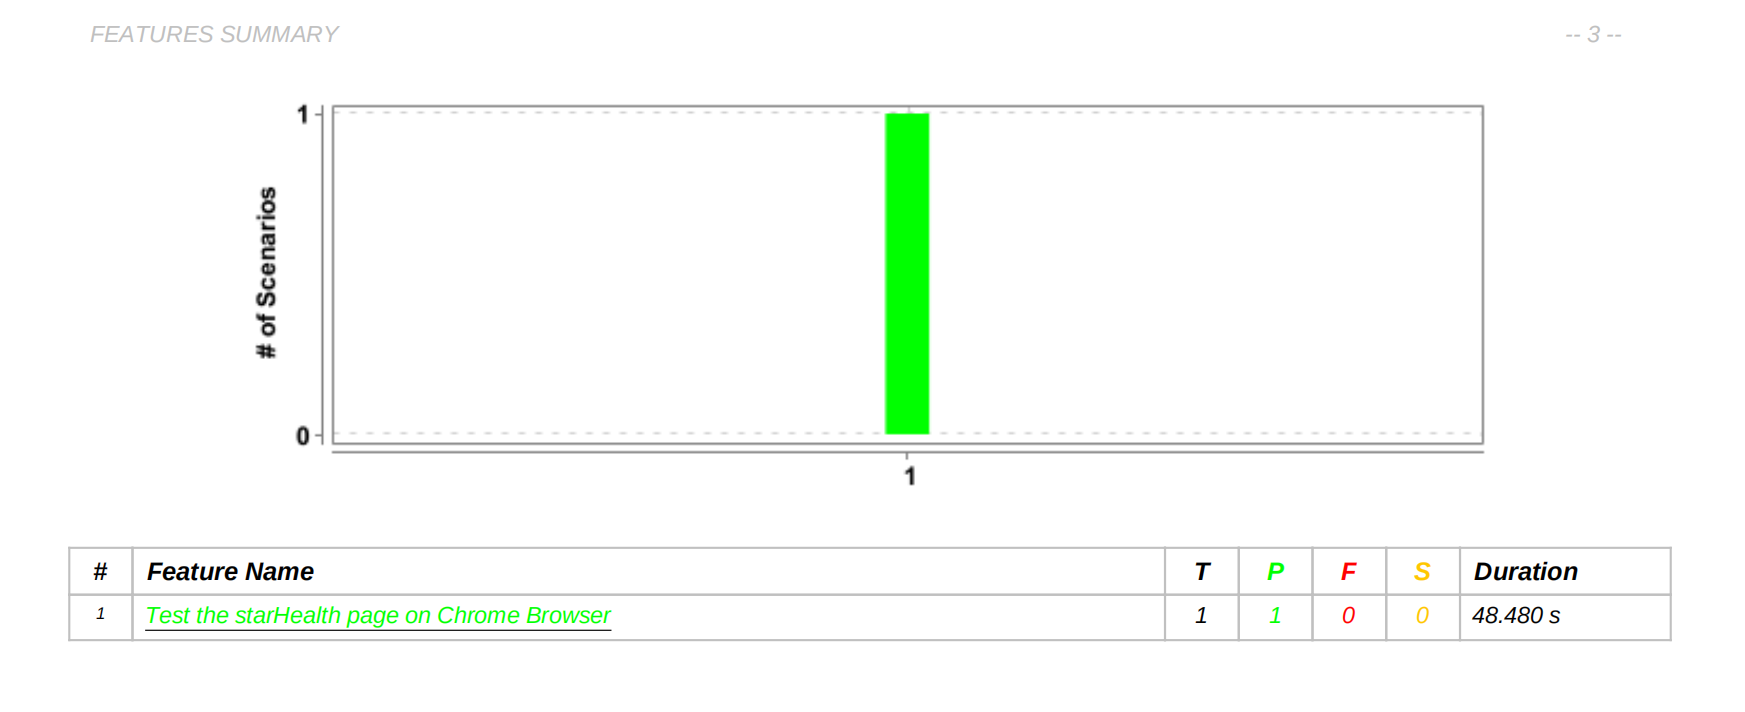 FEATURES SUMMARY -- 3 --
1
# of Scenarios
0
1
# Feature Name T P F S Duration
1 Test the starHealth page on Chrome Browser 1 1 0 0 48.480 s